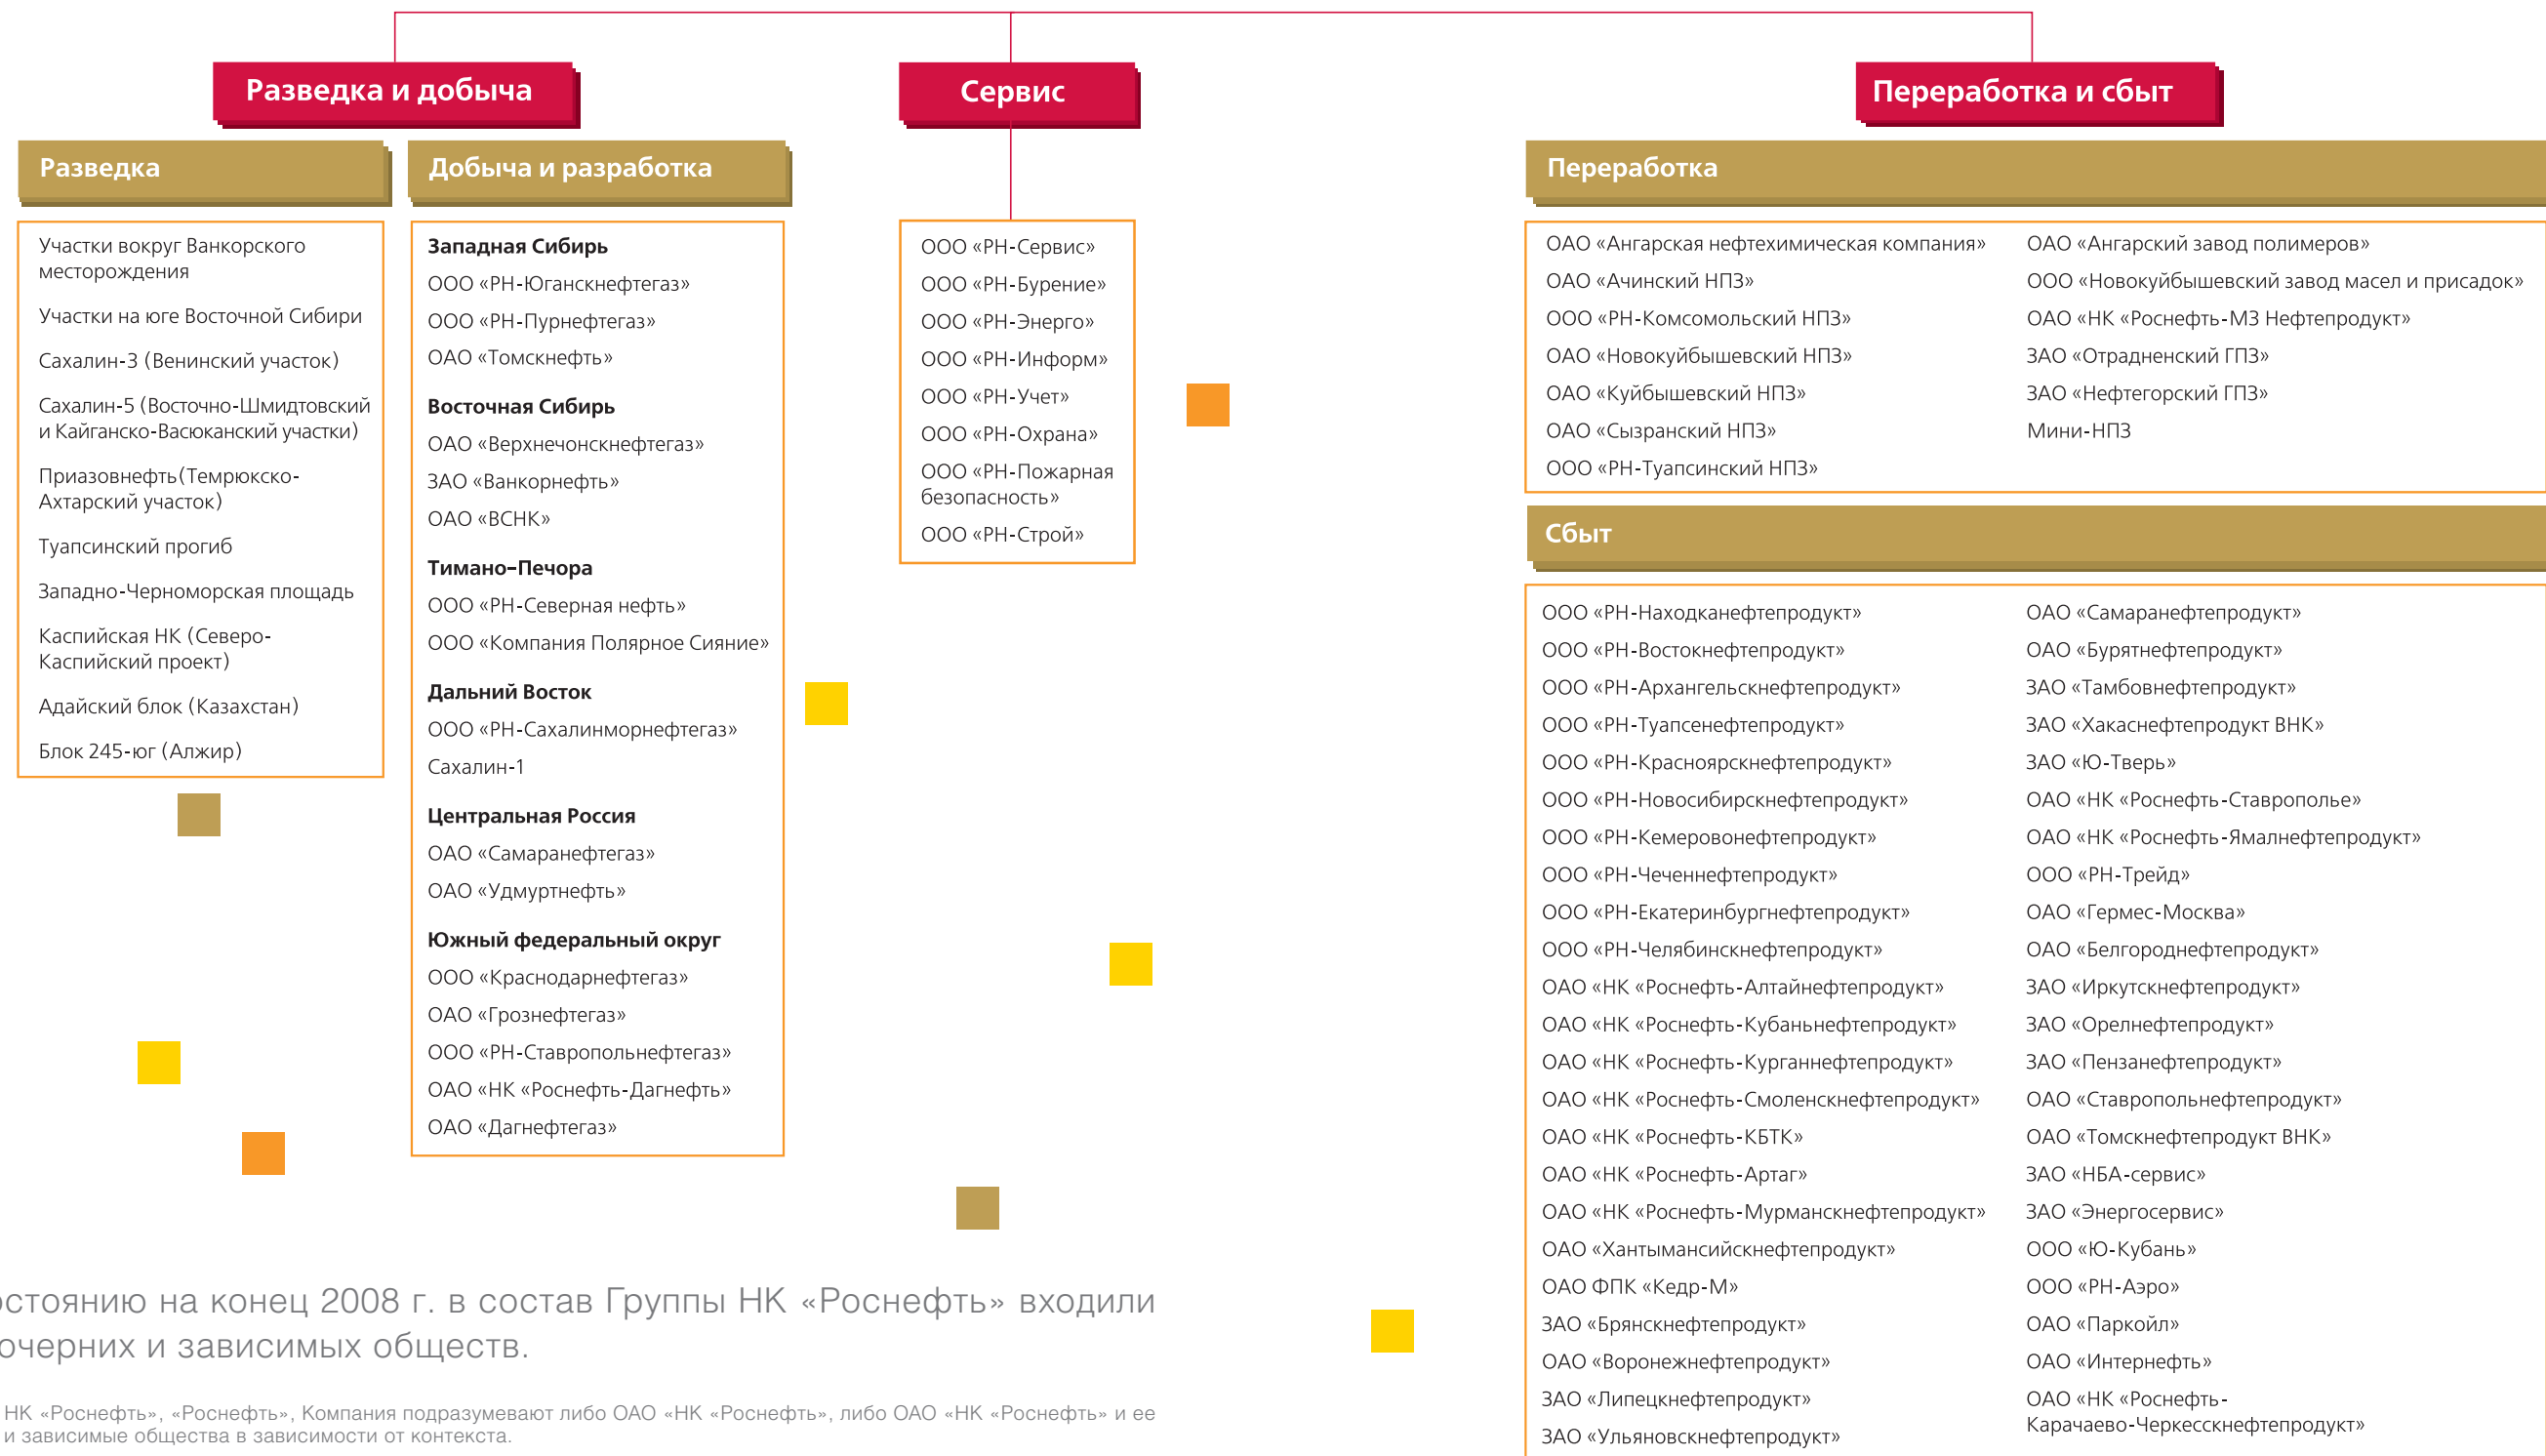 Разведка и добыча
Разведка
Участки вокруг Ванкорского
месторождения
Участки на юге Восточной Сибири
Сахалин-3 (Венинский участок)
Сахалин-5 (Восточно-Шмидтовский
и Кайганско-Васюканский участки)
Приазовнефть(Темрюкско-
Ахтарский участок)
Туапсинский прогиб
Западно-Черноморская площадь
Каспийская НК (Северо-
Каспийский проект)
Адайский блок (Казахстан)
Блок 245-юг (Алжир)
Добыча и разработка
Западная Сибирь
ООО «РН-Юганскнефтегаз»
ООО «РН-Пурнефтегаз»
ОАО «Томскнефть»
Восточная Сибирь
ОАО «Верхнечонскнефтегаз»
ЗАО «Ванкорнефть»
ОАО «ВСНК»
Тимано-Печора
ООО «РН-Северная нефть»
ООО «Компания Полярное Сияние»
Дальний Восток
ООО «РН-Сахалинморнефтегаз»
Сахалин-1
Центральная Россия
ОАО «Самаранефтегаз»
ОАО «Удмуртнефть»
Южный федеральный округ
ООО «Краснодарнефтегаз»
ОАО «Грознефтегаз»
ООО «РН-Ставропольнефтегаз»
ОАО «НК «Роснефть-Дагнефть»
ОАО «Дагнефтегаз»
Сервис
ООО «РН-Сервис»
ООО «РН-Бурение»
ООО «РН-Энерго»
ООО «РН-Информ»
ООО «РН-Учет»
ООО «РН-Охрана»
ООО «РН-Пожарная
безопасность»
ООО «РН-Строй»
Переработка и сбыт
Переработка
ОАО «Ангарская нефтехимическая компания»
ОАО «Ачинский НПЗ»
ООО «РН-Комсомольский НПЗ»
ОАО «Новокуйбышевский НПЗ»
ОАО «Куйбышевский НПЗ»
ОАО «Сызранский НПЗ»
ООО «РН-Туапсинский НПЗ»
ОАО «Ангарский завод полимеров»
ООО «Новокуйбышевский завод масел и присадок»
ОАО «НК «Роснефть-МЗ Нефтепродукт»
ЗАО «Отрадненский ГПЗ»
ЗАО «Нефтегорский ГПЗ»
Мини-НПЗ
Сбыт
ООО «РН-Находканефтепродукт»
ООО «РН-Востокнефтепродукт»
ООО «РН-Архангельскнефтепродукт»
ООО «РН-Туапсенефтепродукт»
ООО «РН-Красноярскнефтепродукт»
ООО «РН-Новосибирскнефтепродукт»
ООО «РН-Кемеровонефтепродукт»
ООО «РН-Чеченнефтепродукт»
ООО «РН-Екатеринбургнефтепродукт»
ООО «РН-Челябинскнефтепродукт»
ОАО «НК «Роснефть-Алтайнефтепродукт»
ОАО «НК «Роснефть-Кубаньнефтепродукт»
ОАО «НК «Роснефть-Курганнефтепродукт»
ОАО «НК «Роснефть-Смоленскнефтепродукт»
ОАО «НК «Роснефть-КБТК»
ОАО «НК «Роснефть-Артаг»
ОАО «НК «Роснефть-Мурманскнефтепродукт»
ОАО «Хантымансийскнефтепродукт»
ОАО ФПК «Кедр-М»
ЗАО «Брянскнефтепродукт»
ОАО «Воронежнефтепродукт»
ЗАО «Липецкнефтепродукт»
ЗАО «Ульяновскнефтепродукт»
ОАО «Самаранефтепродукт»
ОАО «Бурятнефтепродукт»
ЗАО «Тамбовнефтепродукт»
ЗАО «Хакаснефтепродукт ВНК»
ЗАО «Ю-Тверь»
ОАО «НК «Роснефть-Ставрополье»
ОАО «НК «Роснефть-Ямалнефтепродукт»
ООО «РН-Трейд»
ОАО «Гермес-Москва»
ОАО «Белгороднефтепродукт»
ЗАО «Иркутскнефтепродукт»
ЗАО «Орелнефтепродукт»
ЗАО «Пензанефтепродукт»
ОАО «Ставропольнефтепродукт»
ОАО «Томскнефтепродукт ВНК»
ЗАО «НБА-сервис»
ЗАО «Энергосервис»
ООО «Ю-Кубань»
ООО «РН-Аэро»
ОАО «Паркойл»
ОАО «Интернефть»
ОАО «НК «Роснефть-
Карачаево-Черкесскнефтепродукт»
остоянию на конец 2008 г. в состав Группы НК «Роснефть» входили
очерних и зависимых обществ.
НК «Роснефть», «Роснефть», Компания подразумевают либо ОАО «НК «Роснефть», либо ОАО «НК «Роснефть» и ее
и зависимые общества в зависимости от контекста.